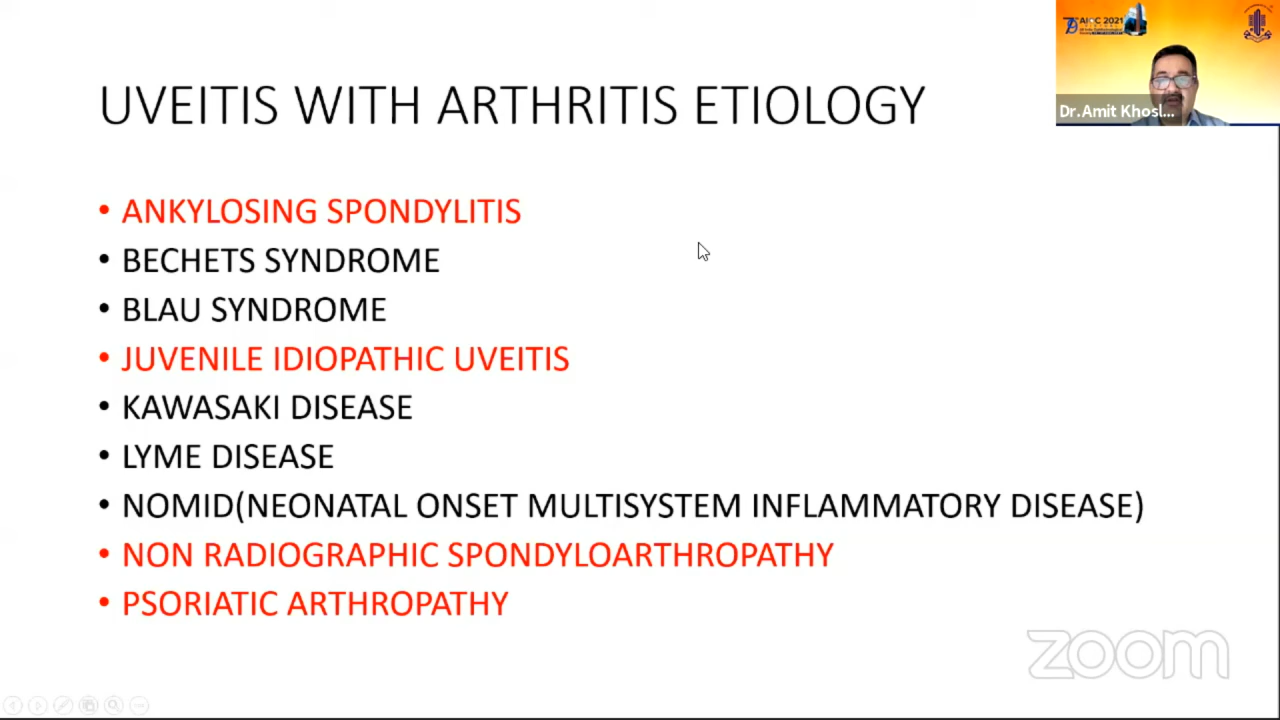 AIOC 2021
UVEITIS WITH ARTHRITIS ETIOLOGY
Dr.Amit Khosl...
• ANKYLOSING SPONDYLITIS
• BECHETS SYNDROME
• BLAU SYNDROME
• JUVENILE IDIOPATHIC UVEITIS
• KAWASAKI DISEASE
• LYME DISEASE
• NOMID(NEONATAL ONSET MULTISYSTEM INFLAMMATORY DISEASE)
• NON RADIOGRAPHIC SPONDYLOARTHROPATHY
• PSORIATIC ARTHROPATHY
zoom